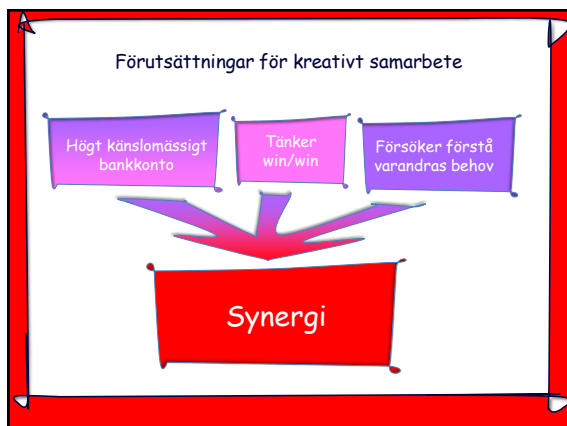 Förutsättningar för kreativt samarbete
Högt känslomässigt
bankkonto
Tänker
win/win
Försöker förstå
varandras behov
Synergi